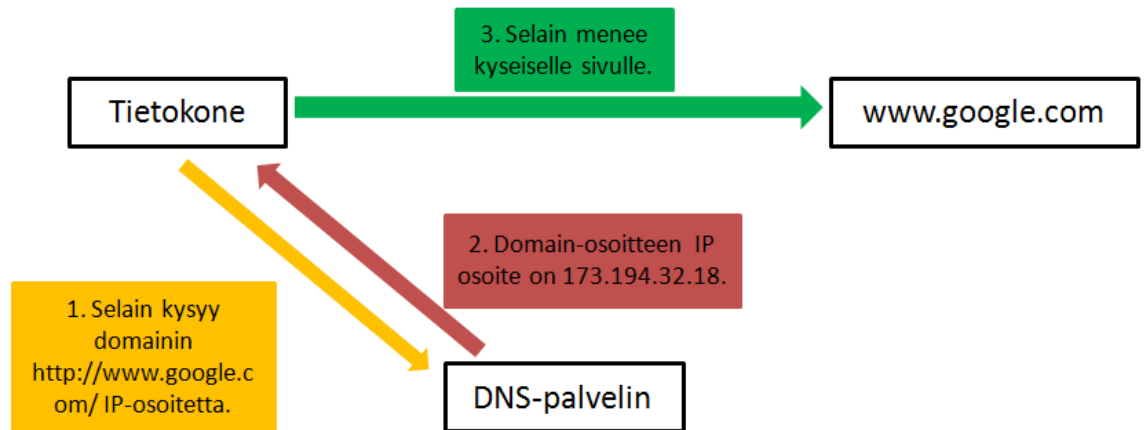 3. Selain menee
kyseiselle sivulle.
Tietokone
www.google.com
2. Domain-osoitteen IP
osoite on 173.194.32.18.
1. Selain kysyy
domainin
http://www.google.c
om/ IP-osoitetta.
DNS-palvelin